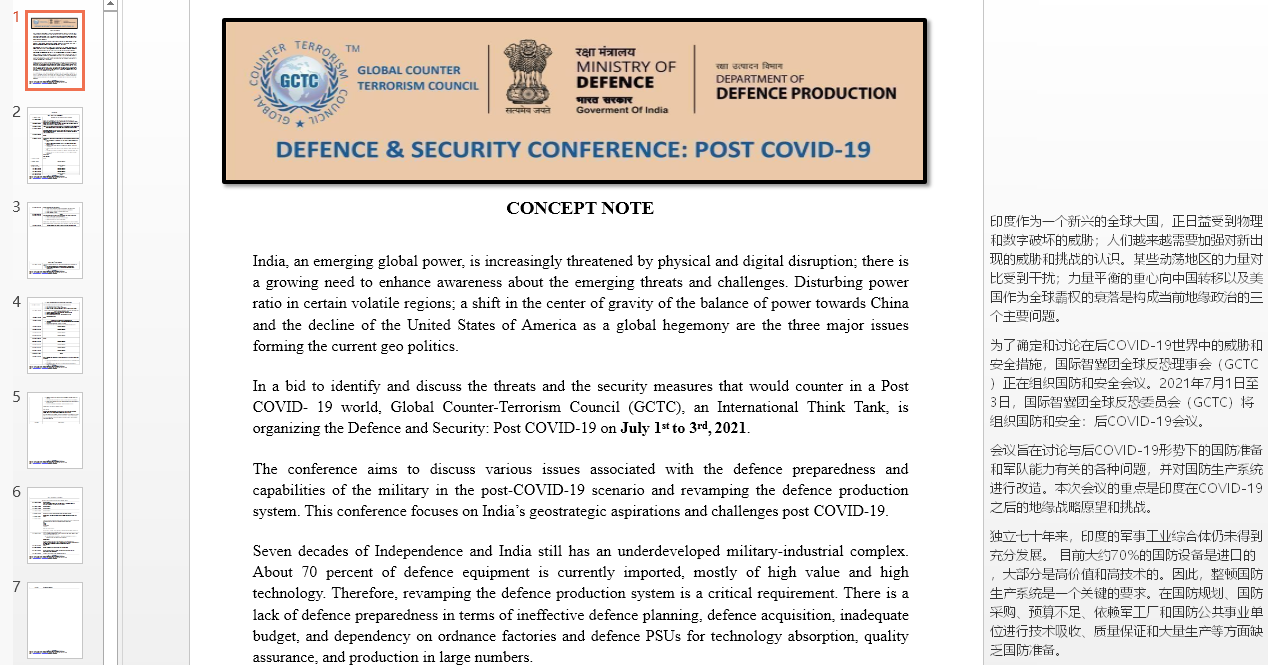 1
2
3
4
5
6
7
GLOBAL COUNTER TERRORISM COUNCIL
GCTC
TM
GLOBAL COUNTER
TERRORISM COUNCIL
सत्यमेव जयते
रक्षा मंत्रालय
MINISTRY OF
DEFENCE
भारत सरकार
Goverment Of India
रक्षा उत्पादन विभाग
DEPARTMENT OF
DEFENCE PRODUCTION
DEFENCE & SECURITY CONFERENCE: POST COVID-19
CONCEPT NOTE
India, an emerging global power, is increasingly threatened by physical and digital disruption; there is
a growing need to enhance awareness about the emerging threats and challenges. Disturbing power
ratio in certain volatile regions; a shift in the center of gravity of the balance of power towards China
and the decline of the United States of America as a global hegemony are the three major issues
forming the current geo politics.
In a bid to identify and discuss the threats and the security measures that would counter in a Post
COVID- 19 world, Global Counter-Terrorism Council (GCTC), an International Think Tank, is
organizing the Defence and Security: Post COVID-19 on July 1st to 3rd, 2021.
The conference aims to discuss various issues associated with the defence preparedness and
capabilities of the military in the post-COVID-19 scenario and revamping the defence production
system. This conference focuses on India's geostrategic aspirations and challenges post COVID-19.
Seven decades of Independence and India still has an underdeveloped military-industrial complex.
About 70 percent of defence equipment is currently imported, mostly of high value and high
technology. Therefore, revamping the defence production system is a critical requirement. There is a
lack of defence preparedness in terms of ineffective defence planning, defence acquisition, inadequate
budget, and dependency on ordnance factories and defence PSUs for technology absorption, quality
assurance, and production in large numbers.
印度作为一个新兴的全球大国，正日益受到物理
和数字破坏的威胁；人们越来越需要加强对新出
现的威胁和挑战的认识。某些动荡地区的力量对
比受到干扰；力量平衡的重心向中国转移以及美
国作为全球霸权的衰落是构成当前地缘政治的三
个主要问题。
为了确定和讨论在后COVID-19世界中的威胁和
安全措施，国际智囊团全球反恐理事会（GCTC
）正在组织国防和安全会议。2021年7月1日至
3日，国际智囊团全球反恐委员会（GCTC）将
组织国防和安全：后COVID-19会议。
会议旨在讨论与后COVID-19形势下的国防准备
和军队能力有关的各种问题，并对国防生产系统
进行改造。本次会议的重点是印度在COVID-19
之后的地缘战略愿望和挑战。
独立七十年来，印度的军事工业综合体仍未得到
充分发展。 目前大约70%的国防设备是进口的
，大部分是高价值和高技术的。因此，整顿国防
生产系统是一个关键的要求。在国防规划、国防
采购、预算不足、依赖军工厂和国防公共事业单
位进行技术吸收、质量保证和大量生产等方面缺
乏国防准备。